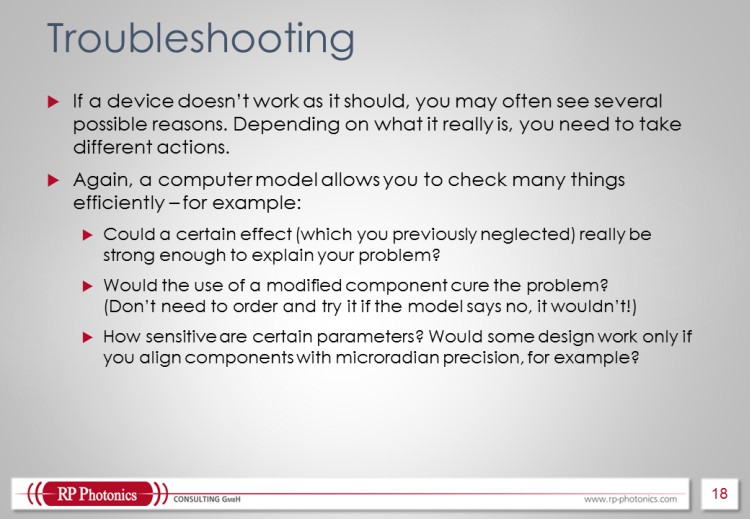 Troubleshooting
If a device doesn't work as it should, you may often see several
possible reasons. Depending on what it really is, you need to take
different actions.
Again, a computer model allows you to check many things
efficiently – for example:
Could a certain effect (which you previously neglected) really be
strong enough to explain your problem?
Would the use of a modified component cure the problem?
(Don't need to order and try it if the model says no, it wouldn't!)
How sensitive are certain parameters? Would some design work only if
you align components with microradian precision, for example?
RP Photonics CONSULTING GmbH
www.rp-photonics.com
18